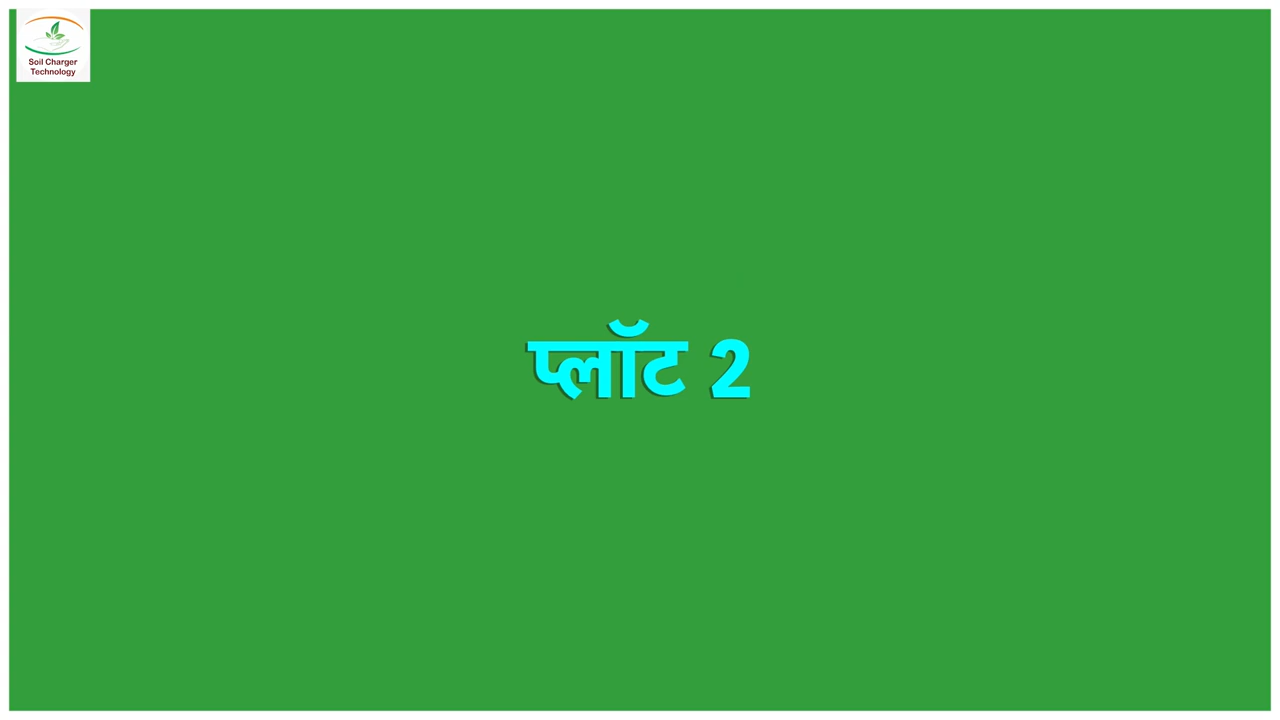 Soil Charger
Technology
प्लॉट 2